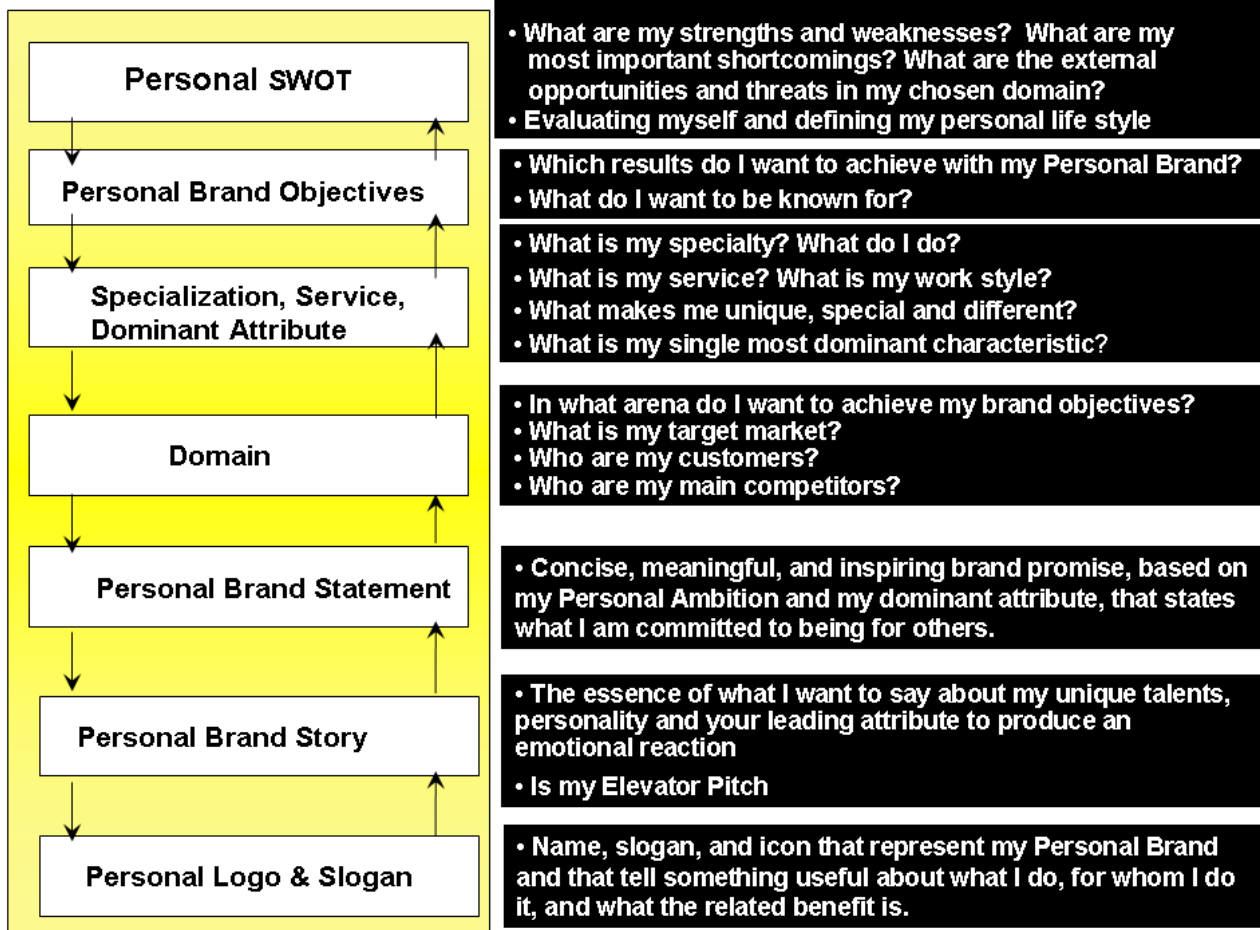 Personal SWOT
• What are my strengths and weaknesses?  What are my
most important shortcomings? What are the external
opportunities and threats in my chosen domain?
• Evaluating myself and defining my personal life style
Personal Brand Objectives
• Which results do I want to achieve with my Personal Brand?
• What do I want to be known for?
Specialization, Service,
Dominant Attribute
• What is my specialty? What do I do?
• What is my service? What is my work style?
• What makes me unique, special and different?
• What is my single most dominant characteristic?
Domain
• In what arena do I want to achieve my brand objectives?
• What is my target market?
• Who are my customers?
• Who are my main competitors?
Personal Brand Statement
• Concise, meaningful, and inspiring brand promise, based on
my Personal Ambition and my dominant attribute, that states
what I am committed to being for others.
Personal Brand Story
• The essence of what I want to say about my unique talents,
personality and your leading attribute to produce an
emotional reaction
• Is my Elevator Pitch
Personal Logo & Slogan
• Name, slogan, and icon that represent my Personal Brand
and that tell something useful about what I do, for whom I do
it, and what the related benefit is.